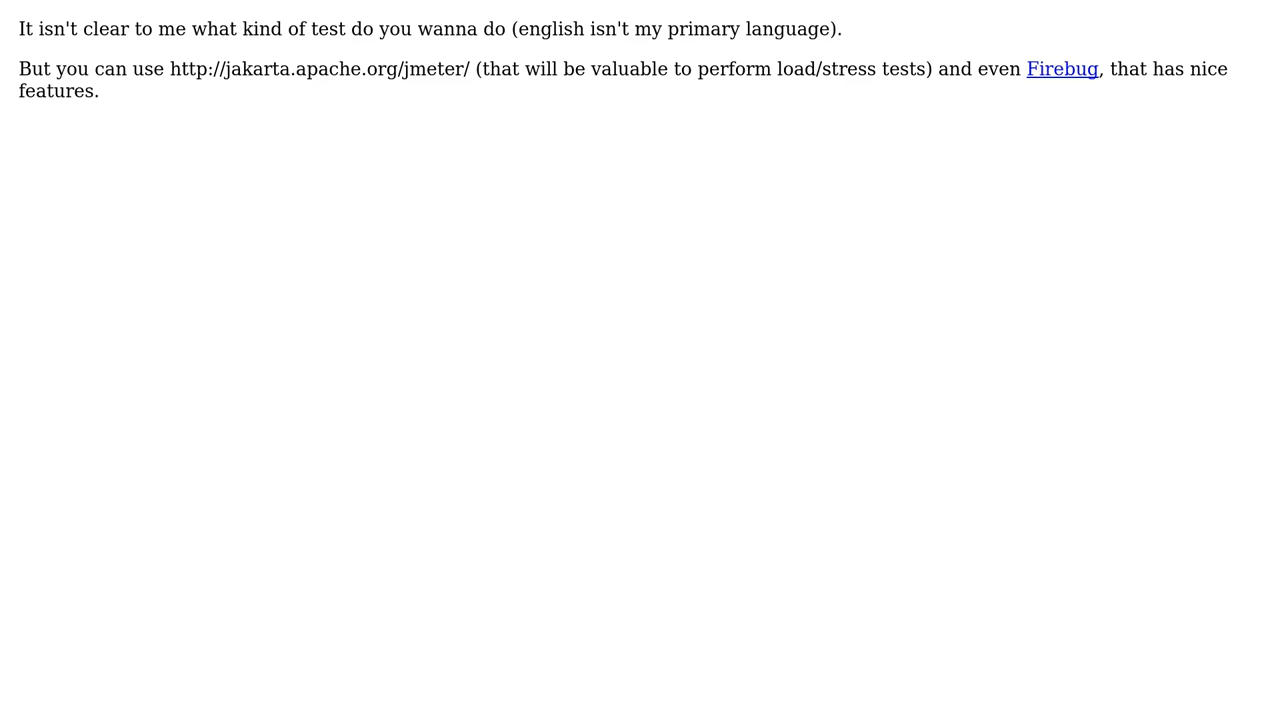 It isn't clear to me what kind of test do you wanna do (english isn't my primary language).
But you can use http://jakarta.apache.org/jmeter/ (that will be valuable to perform load/stress tests) and even Firebug, that has nice
features.